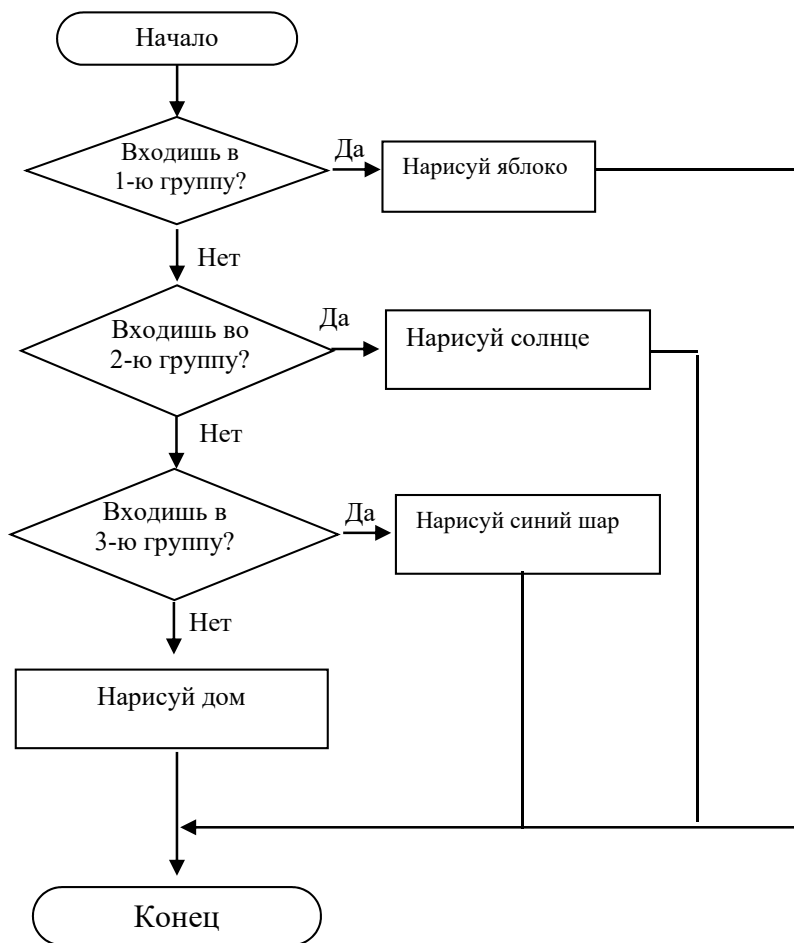 Начало
Входишь в
1-ю группу?
Да
Нарисуй яблоко
Нет
Входишь во
2-ю группу?
Да
Нарисуй солнце
Нет
Входишь в
3-ю группу?
Да
Нарисуй синий шар
Нет
Нарисуй дом
Конец